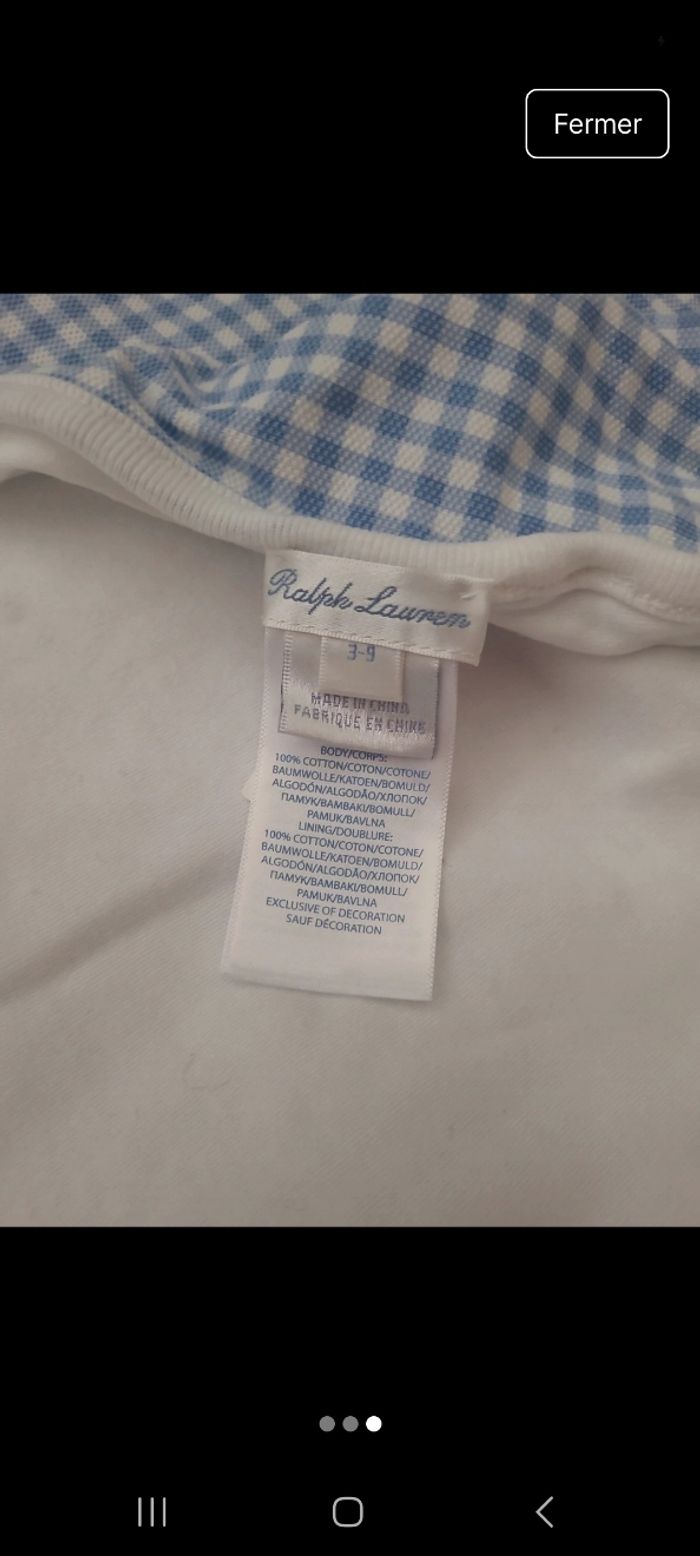 Fermer
Ralph Lauren
3-9
MADE IN CHINA
FABRIQUE EN CHINE
BODY/CORPS:
100% COTTON/COTON/COTONE/
BAUMWOLLE/KATOEN/BOMULD/
ALGODÓN/ALGODÃO/ХЛОПОК/
ПАМУК/ΒΑΜΒΑΚΙ/BOMULL/
PAMUK/BAVLNA
LINING/DOUBLURE:
100% COTTON/COTON/COTONE/
BAUMWOLLE/KATOEN/BOMULD/
ALGODÓN/ALGODÃO/ХЛОПОК/
ПАМУК/ΒΑΜΒΑΚΙ/BOMULL/
PAMUK/BAVLNA
EXCLUSIVE OF DECORATION
SAUF DÉCORATION